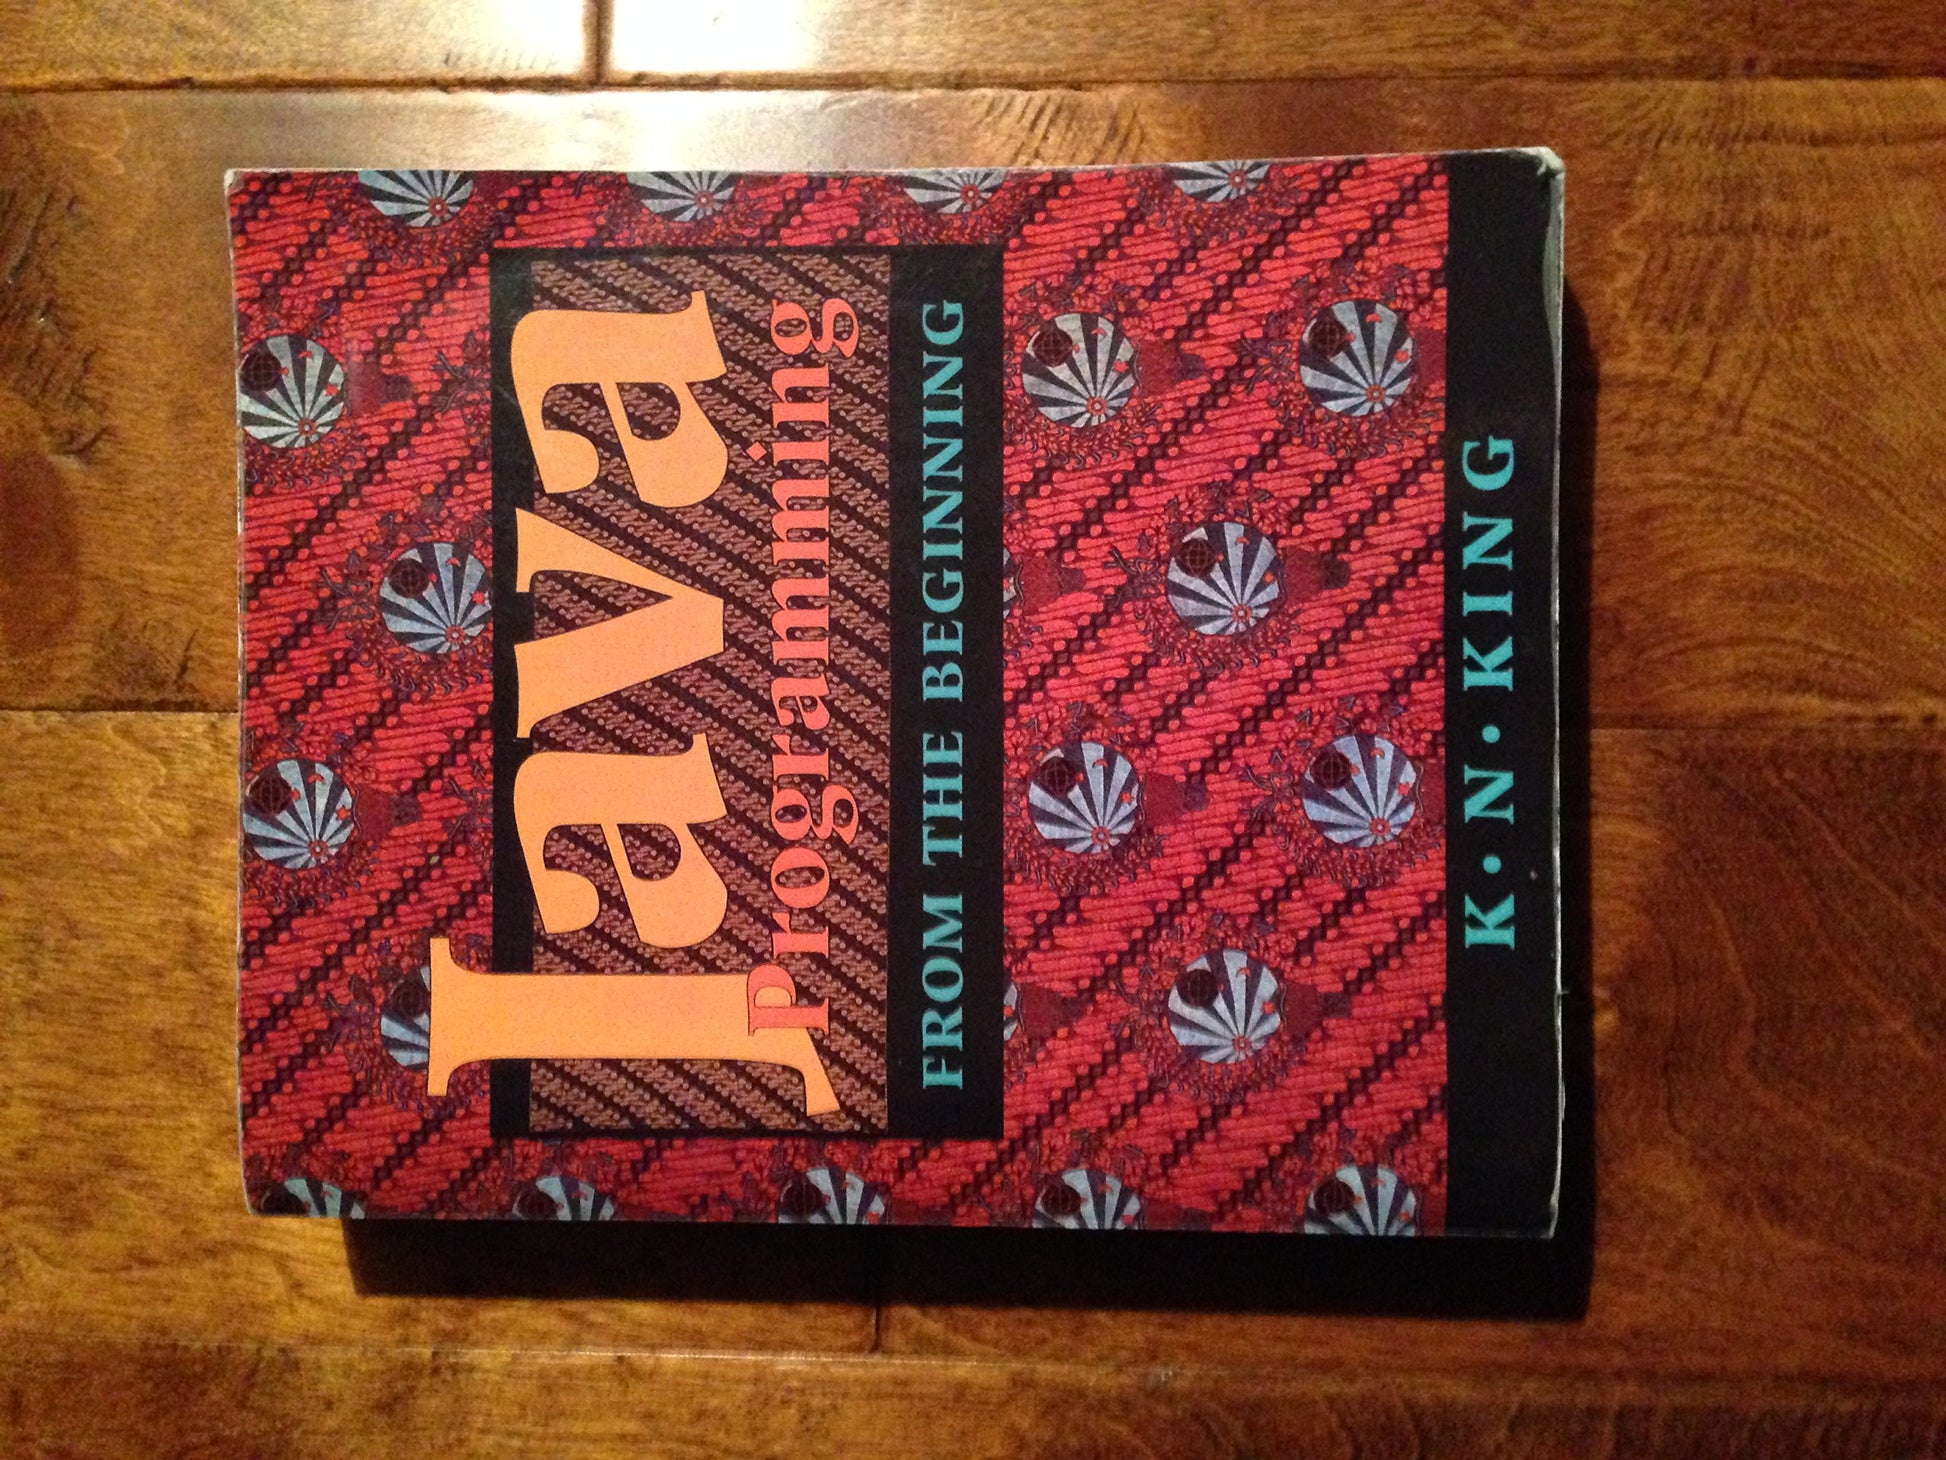 Java
Programming
FROM THE BEGINNING
K•N•KING